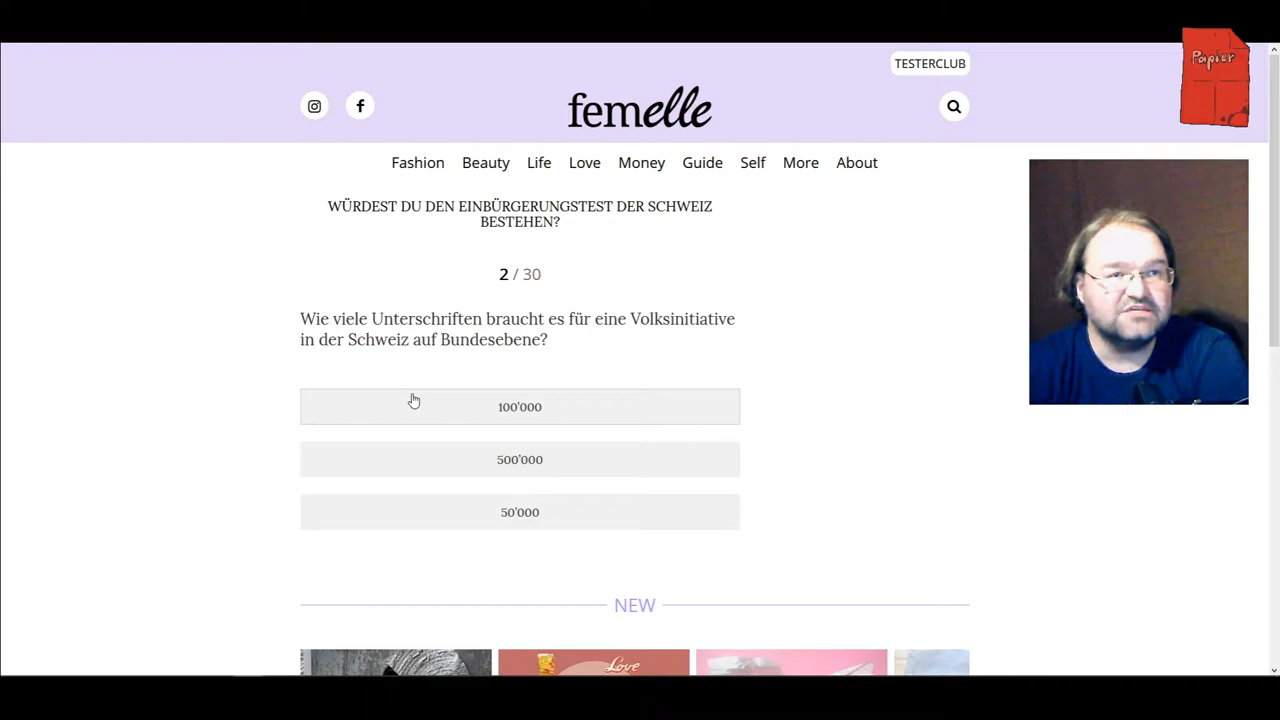 TESTERCLUB
Papier
femelle
Fashion Beauty Life Love Money Guide Self More About
WÜRDEST DU DEN EINBÜRGERUNGSTEST DER SCHWEIZ
BESTEHEN?
2 / 30
Wie viele Unterschriften braucht es für eine Volksinitiative
in der Schweiz auf Bundesebene?
100’000
500’000
50’000
NEW
Love